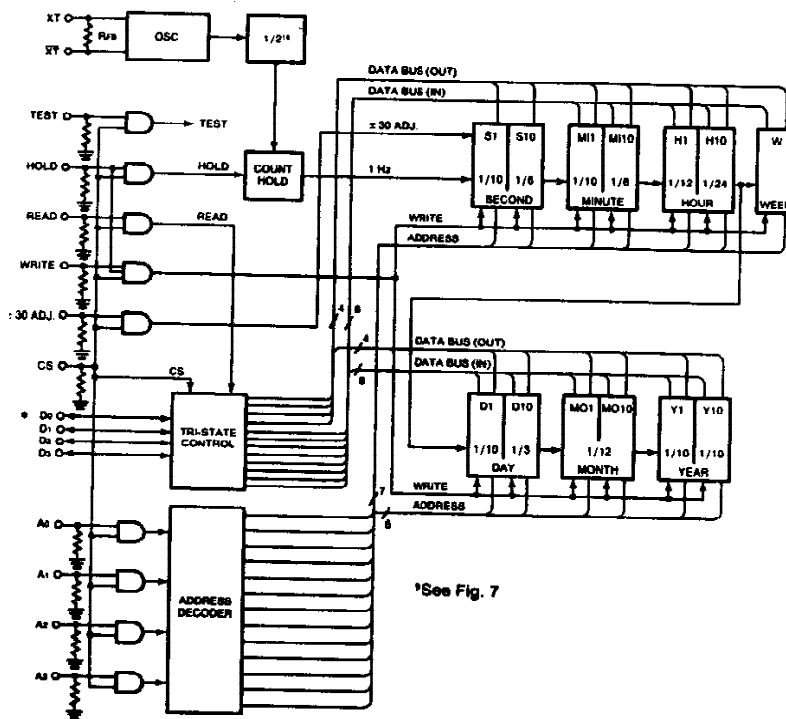 XT
Rfs
OSC
1/2¹⁵
XT
DATA BUS (OUT)
DATA BUS (IN)
TEST
TEST
± 30 ADJ.
S1 S10
MI1 MI10
H1 H10
W
HOLD
HOLD
COUNT HOLD
1 Hz
1/10 1/6
1/10 1/6
1/12 1/24
SECOND
MINUTE
HOUR
WEEK
READ
READ
WRITE
ADDRESS
WRITE
: 30 ADJ.
4
8
4
DATA BUS (OUT)
CS
CS
8
DATA BUS (IN)
* D0
D1
D2
D3
TRI-STATE CONTROL
D1 D10
MO1 MO10
Y1 Y10
1/10 1/3
1/12
1/10 1/10
DAY
MONTH
YEAR
7
WRITE
6
ADDRESS
A0
A1
A2
A3
ADDRESS DECODER
*See Fig. 7